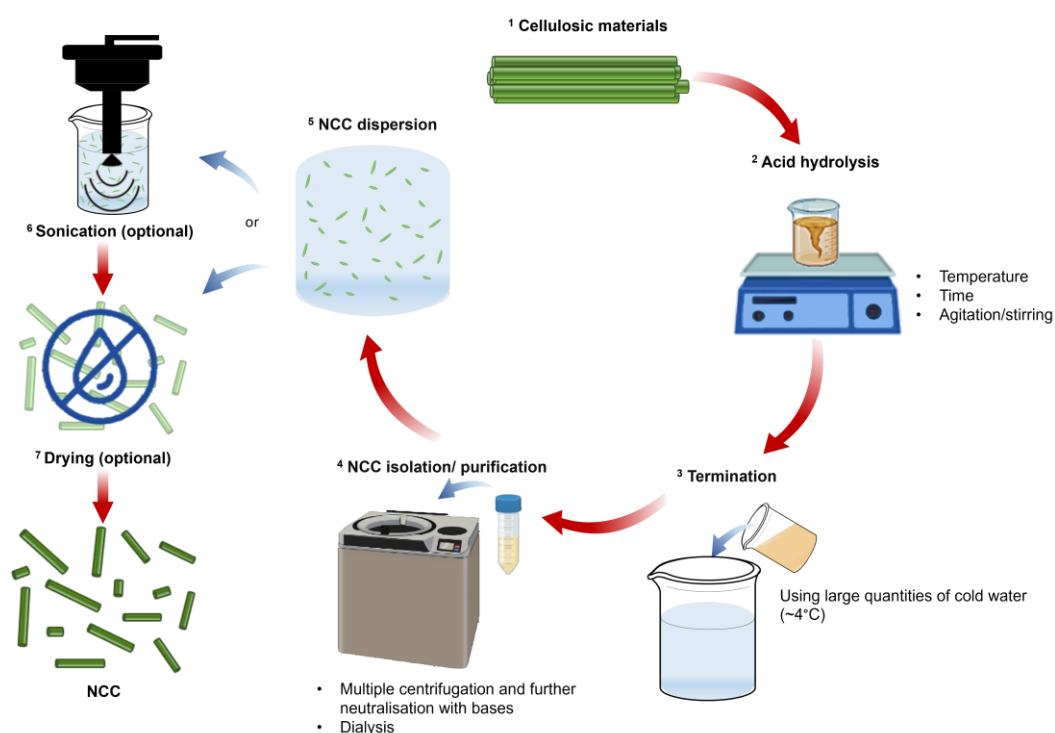 1 Cellulosic materials
2 Acid hydrolysis
• Temperature
• Time
• Agitation/stirring
3 Termination
Using large quantities of cold water
(~4°C)
4 NCC isolation/ purification
• Multiple centrifugation and further
neutralisation with bases
• Dialysis
5 NCC dispersion
or
6 Sonication (optional)
7 Drying (optional)
NCC